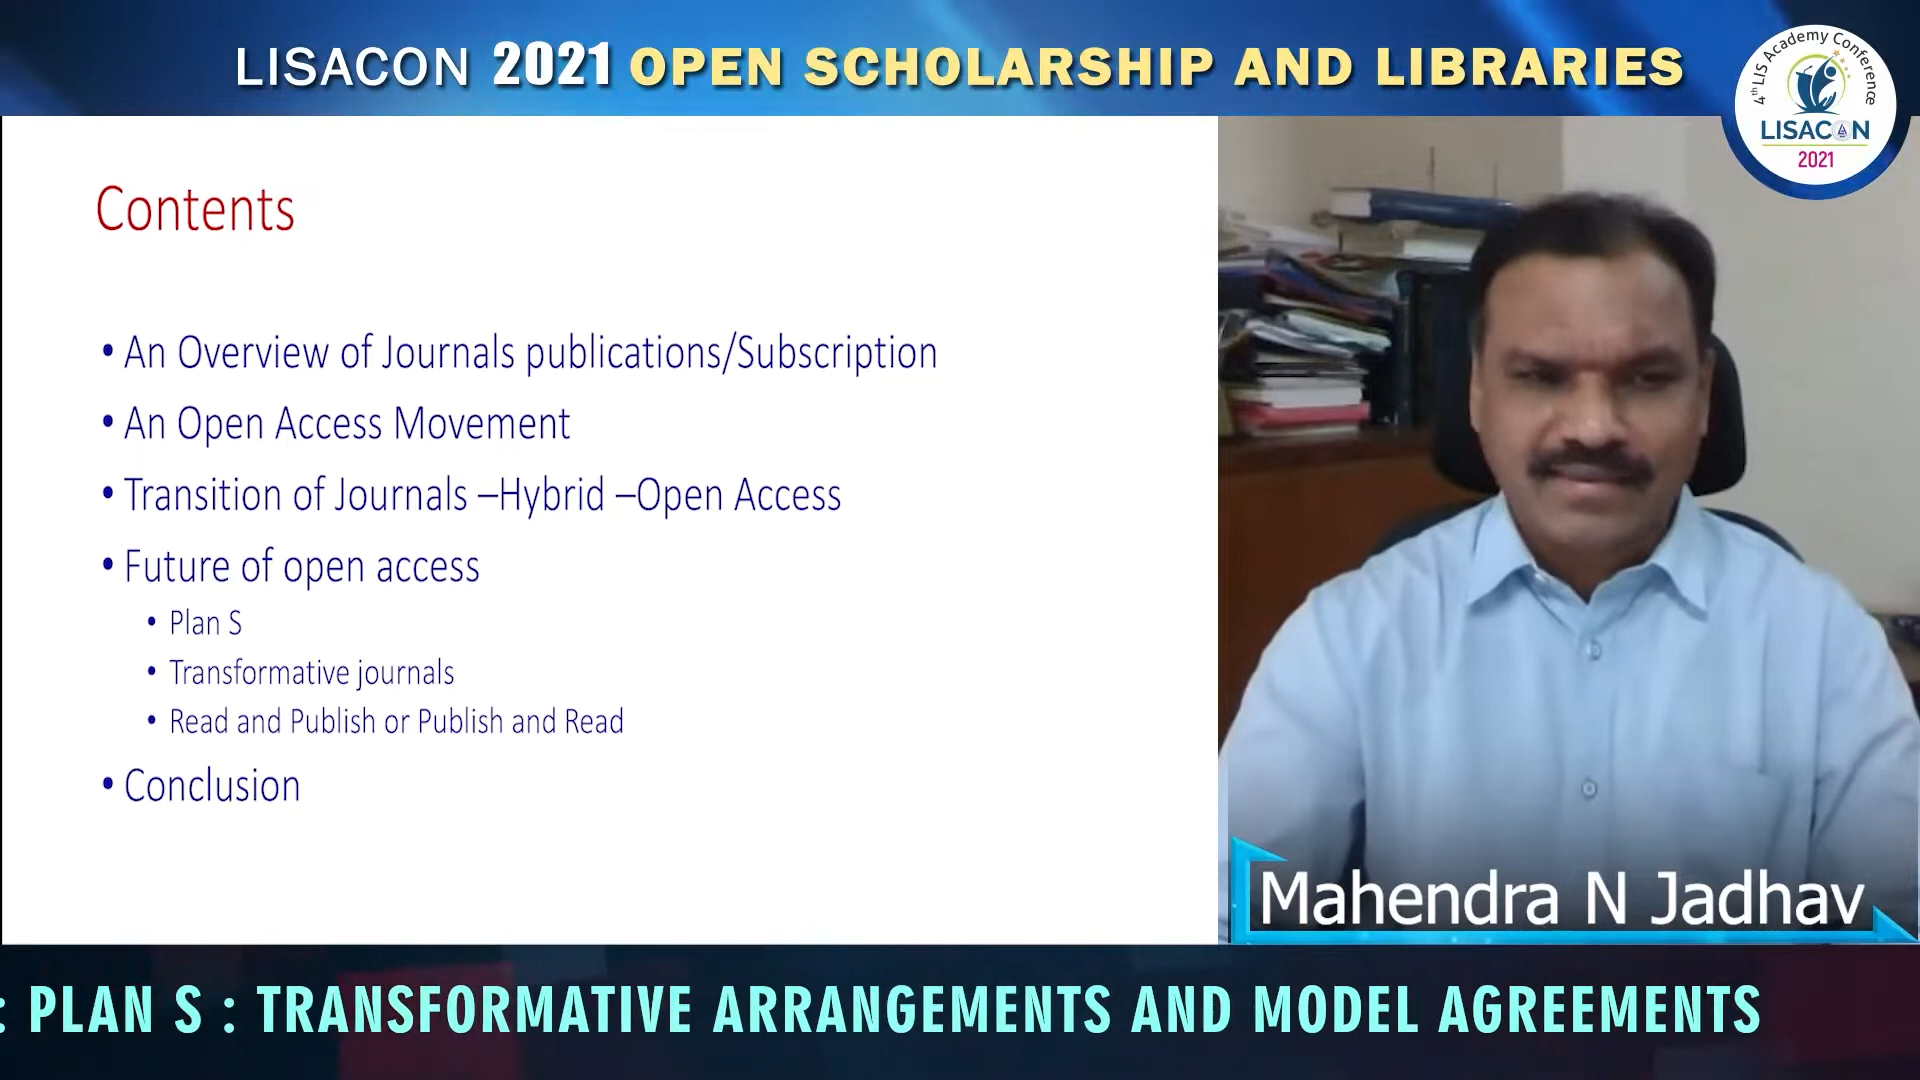 LISACON 2021 OPEN SCHOLARSHIP AND LIBRARIES
4th LIS Academy Conference
LISACON
2021
Contents
• An Overview of Journals publications/Subscription
• An Open Access Movement
• Transition of Journals –Hybrid –Open Access
• Future of open access
• Plan S
• Transformative journals
• Read and Publish or Publish and Read
• Conclusion
Mahendra N Jadhav
: PLAN S : TRANSFORMATIVE ARRANGEMENTS AND MODEL AGREEMENTS